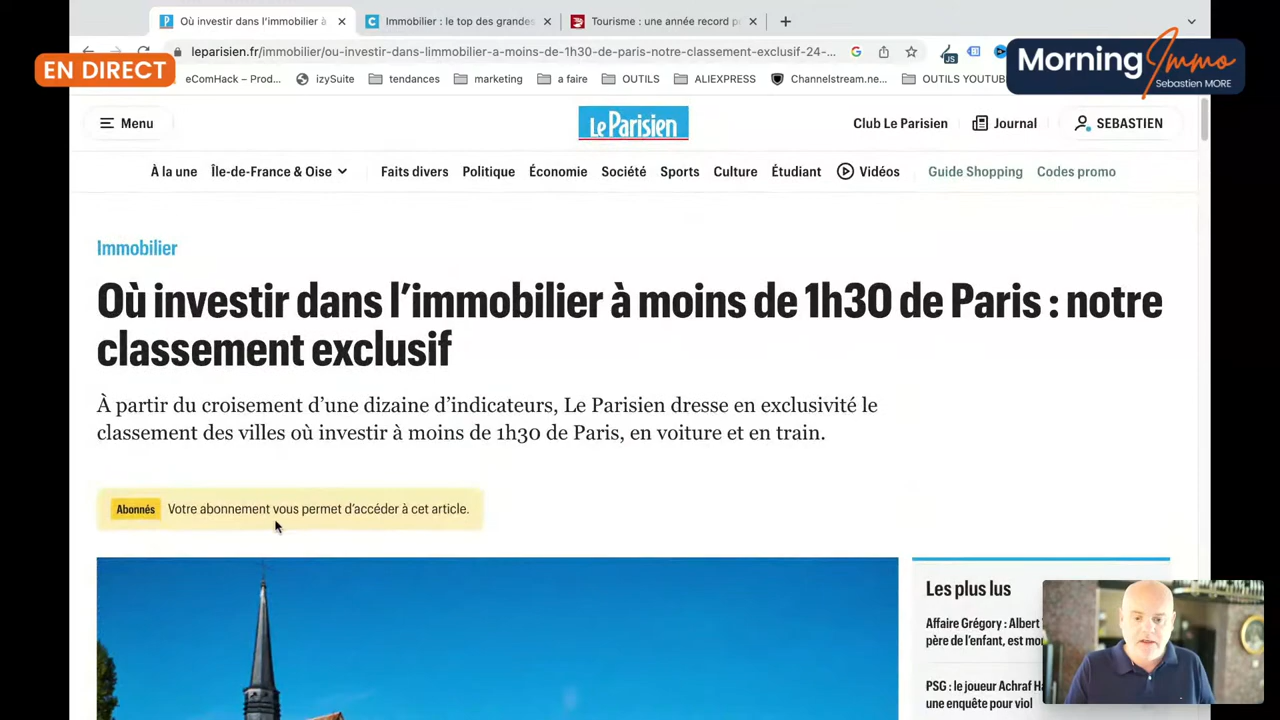 Où investir dans l'immobilier à
Immobilier : le top des grandes
Tourisme : une année record p
leparisien.fr/immobilier/ou-investir-dans-limmobilier-a-moins-de-1h30-de-paris-notre-classement-exclusif-24-...
EN DIRECT
eComHack – Prod...
izySuite
tendances
marketing
a faire
OUTILS
ALIEXPRESS
Channelstream.ne...
OUTILS YOUTUB
JS
Morning Immo
Sebastien MORE
Menu
Le Parisien
Club Le Parisien
Journal
SEBASTIEN
À la une
Île-de-France & Oise
Faits divers
Politique
Économie
Société
Sports
Culture
Étudiant
Vidéos
Guide Shopping
Codes promo
Immobilier
Où investir dans l'immobilier à moins de 1h30 de Paris : notre
classement exclusif
À partir du croisement d'une dizaine d'indicateurs, Le Parisien dresse en exclusivité le
classement des villes où investir à moins de 1h30 de Paris, en voiture et en train.
Abonnés Votre abonnement vous permet d'accéder à cet article.
Les plus lus
Affaire Grégory : Albert
père de l'enfant, est
PSG : le joueur Achraf
une enquête pour viol